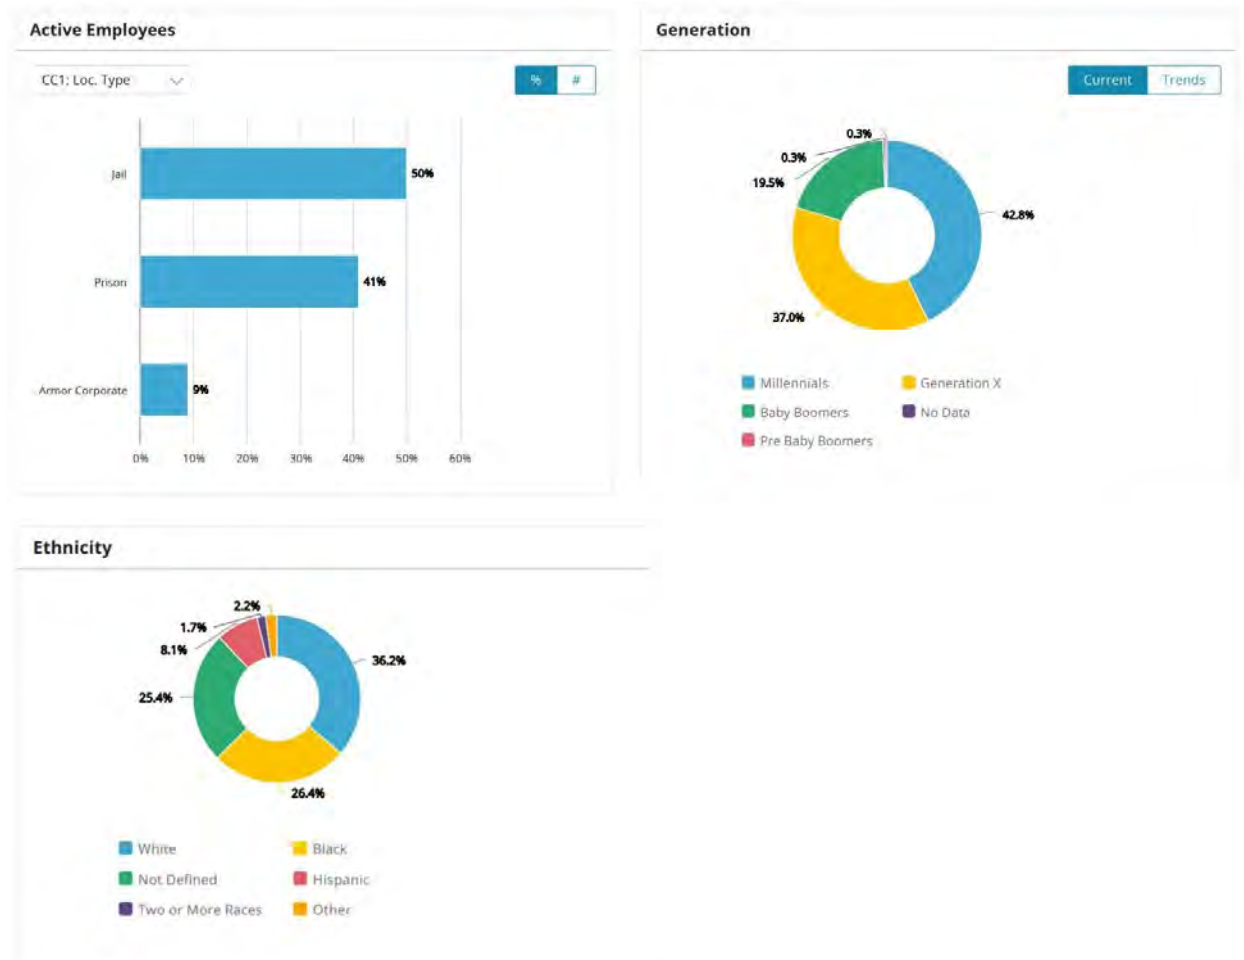 Active Employees
CC1: Loc. Type
% #
Jail
50%
Prison
41%
Armor Corporate
9%
0% 10% 20% 30% 40% 50% 60%
Generation
Current Trends
0.3%
0.3%
19.5%
42.8%
37.0%
Millennials Generation X
Baby Boomers No Data
Pre Baby Boomers
Ethnicity
2.2%
1.7%
8.1%
36.2%
25.4%
26.4%
White Black
Not Defined Hispanic
Two or More Races Other